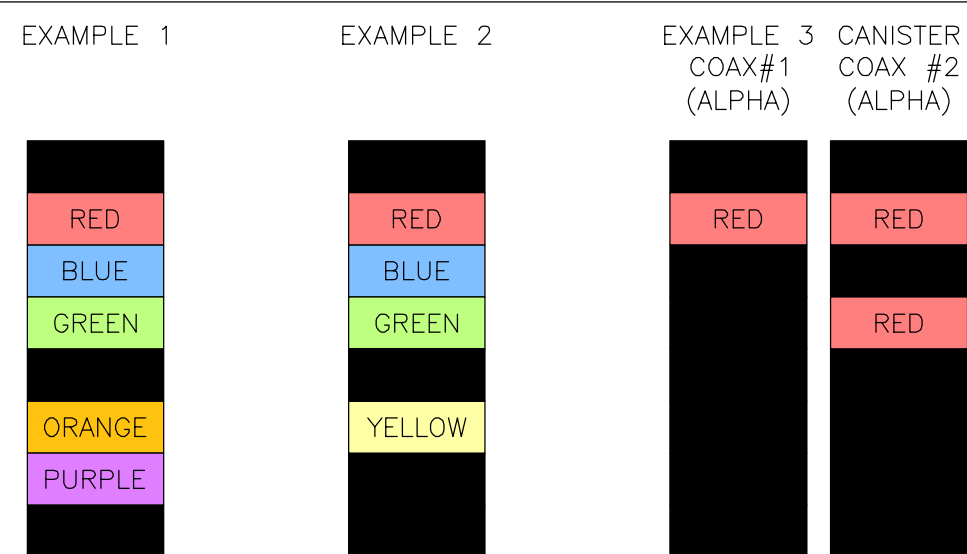 EXAMPLE 1
EXAMPLE 2
EXAMPLE 3
COAX#1
(ALPHA)
CANISTER
COAX #2
(ALPHA)
RED
BLUE
GREEN
ORANGE
PURPLE
RED
BLUE
GREEN
YELLOW
RED
RED
RED